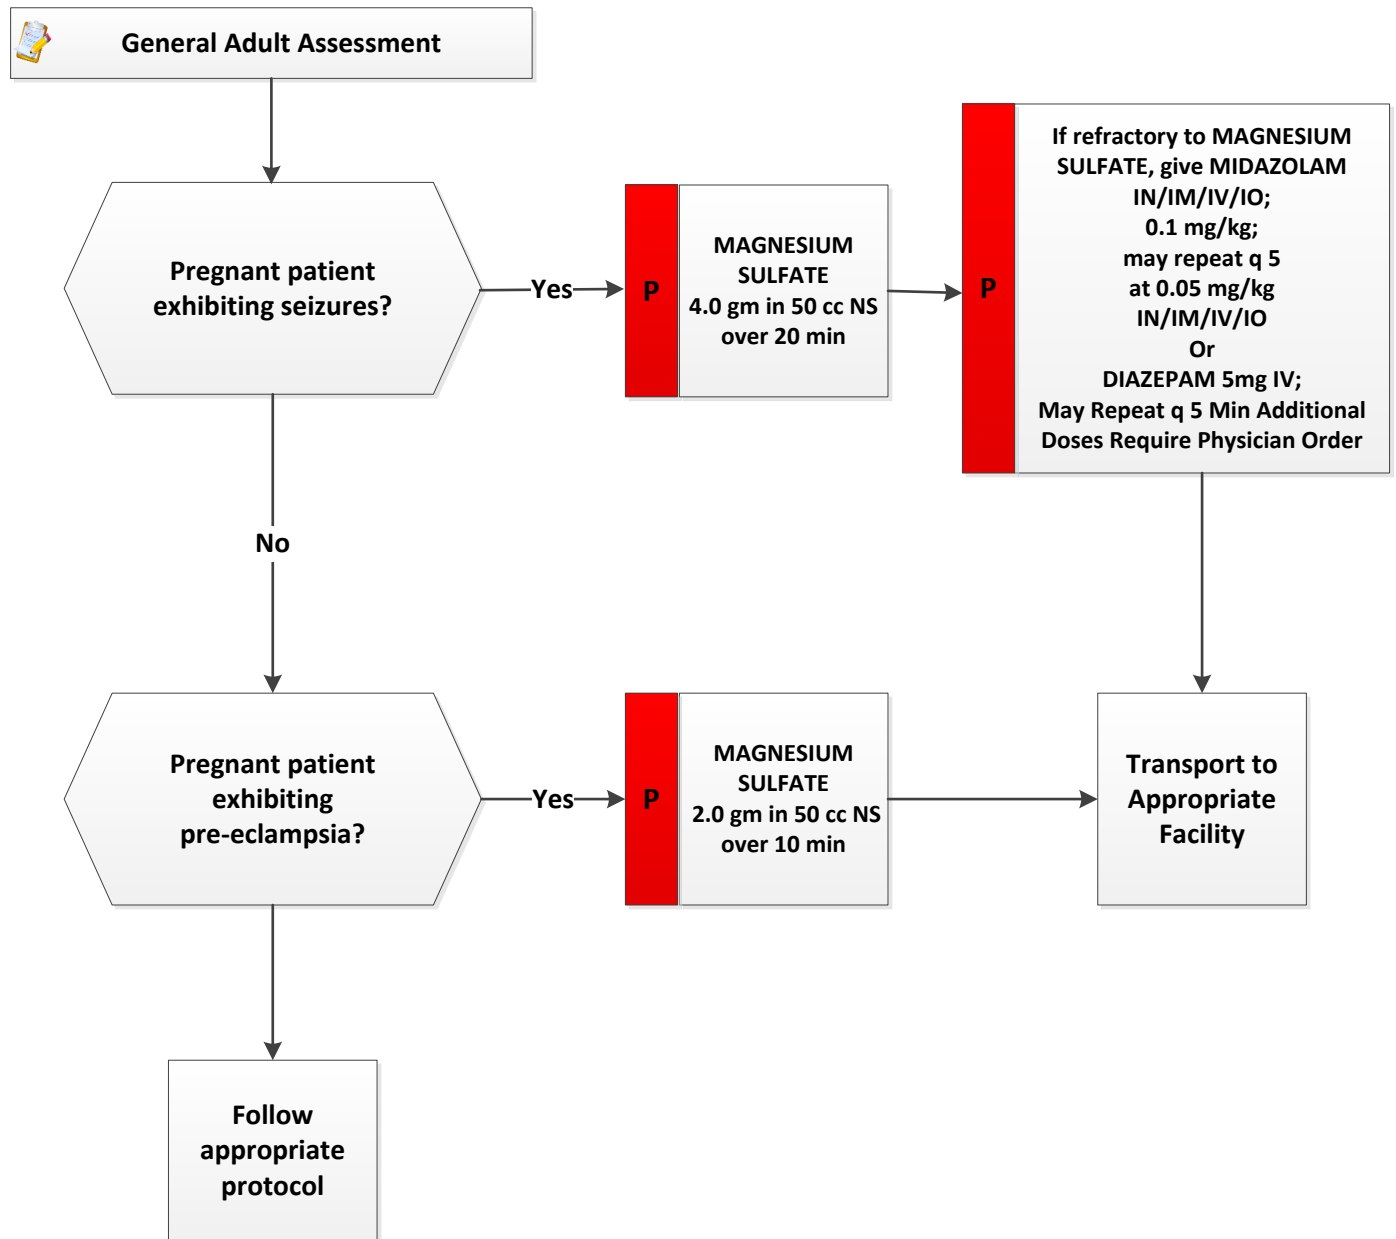 General Adult Assessment
Pregnant patient
exhibiting seizures?
Yes
P
MAGNESIUM
SULFATE
4.0 gm in 50 cc NS
over 20 min
P
If refractory to MAGNESIUM
SULFATE, give MIDAZOLAM
IN/IM/IV/IO;
0.1 mg/kg;
may repeat q 5
at 0.05 mg/kg
IN/IM/IV/IO
Or
DIAZEPAM 5mg IV;
May Repeat q 5 Min Additional
Doses Require Physician Order
No
Pregnant patient
exhibiting
pre-eclampsia?
Yes
P
MAGNESIUM
SULFATE
2.0 gm in 50 cc NS
over 10 min
Transport to
Appropriate
Facility
Follow
appropriate
protocol